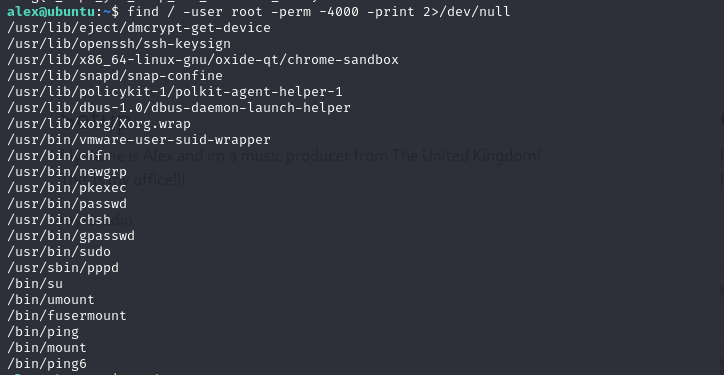 alex@ubuntu:~$ find / -user root -perm -4000 -print 2>/dev/null
/usr/lib/eject/dmcrypt-get-device
/usr/lib/openssh/ssh-keysign
/usr/lib/x86_64-linux-gnu/oxide-qt/chrome-sandbox
/usr/lib/snapd/snap-confine
/usr/lib/policykit-1/polkit-agent-helper-1
/usr/lib/dbus-1.0/dbus-daemon-launch-helper
/usr/lib/xorg/Xorg.wrap
/usr/bin/vmware-user-suid-wrapper
/usr/bin/chfn
e is Alex and im a music producer from The United Kingdom!
/usr/bin/newgrp
office!!!
/usr/bin/pkexec
/usr/bin/passwd
/usr/bin/chsh
/usr/bin/gpasswd
/usr/bin/sudo
/usr/sbin/pppd
/bin/su
/bin/umount
/bin/fusermount
/bin/ping
/bin/mount
/bin/ping6